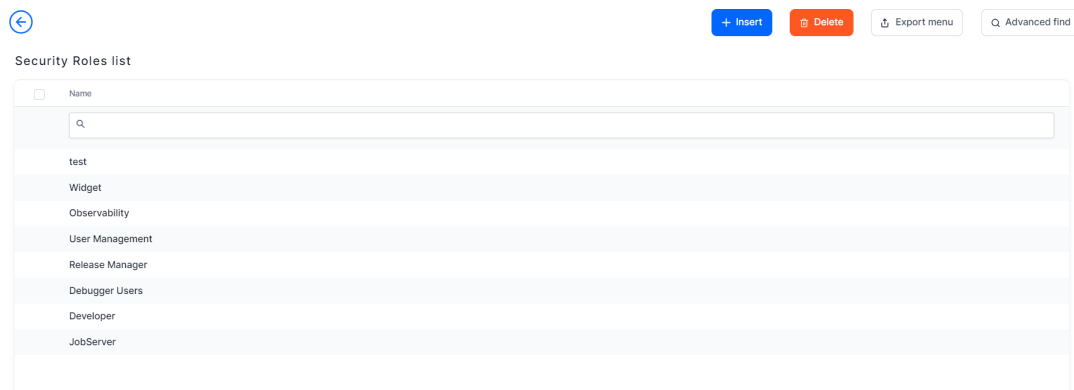 Insert
Delete
Export menu
Advanced find
Security Roles list
Name
test
Widget
Observability
User Management
Release Manager
Debugger Users
Developer
JobServer